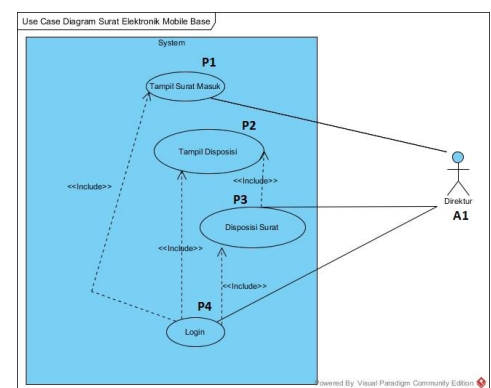 Use Case Diagram Surat Elektronik Mobile Base
System
P1
Tampil Surat Masuk
P2
Tampil Disposisi
<<Include>>
<<Include>>
P3
Direktur
A1
Disposisi Surat
<<Include>>
<<Include>>
P4
Login
Powered By Visual Paradigm Community Edition